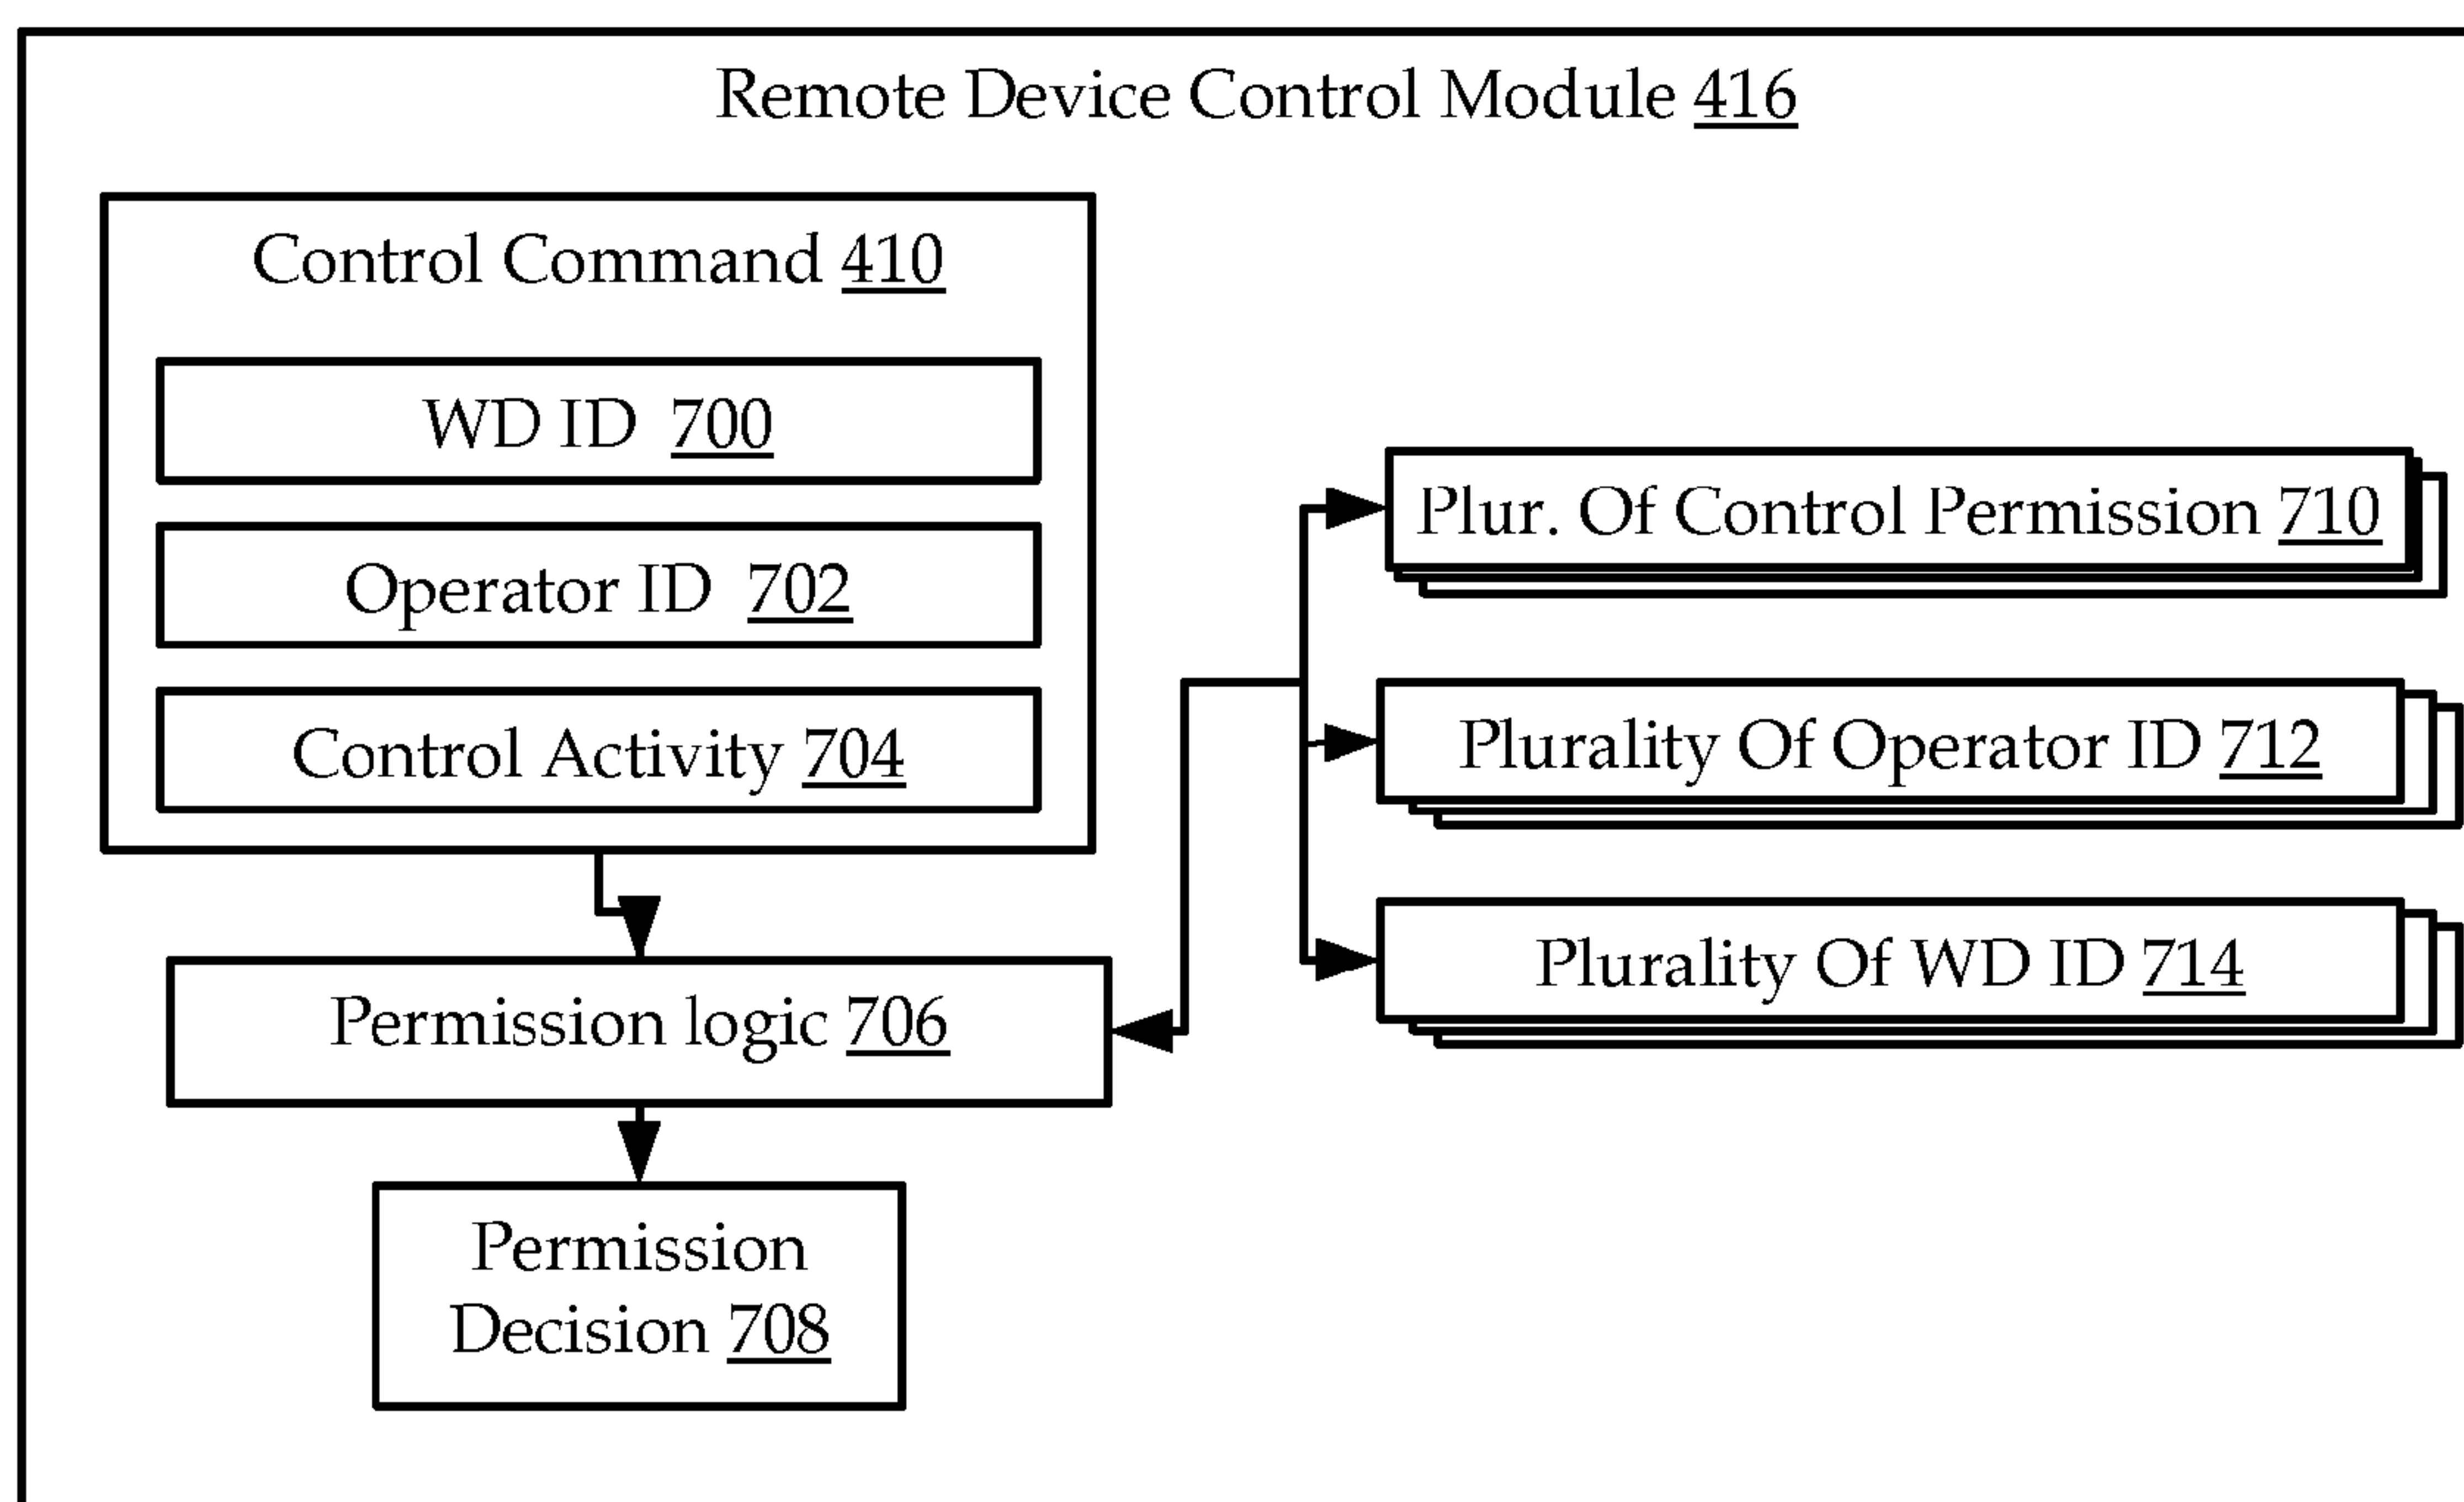 Remote Device Control Module 416
Control Command 410
WD ID 700
Operator ID 702
Control Activity 704
Permission logic 706
Permission
Decision 708
Plur. Of Control Permission 710
Plurality Of Operator ID 712
Plurality Of WD ID 714